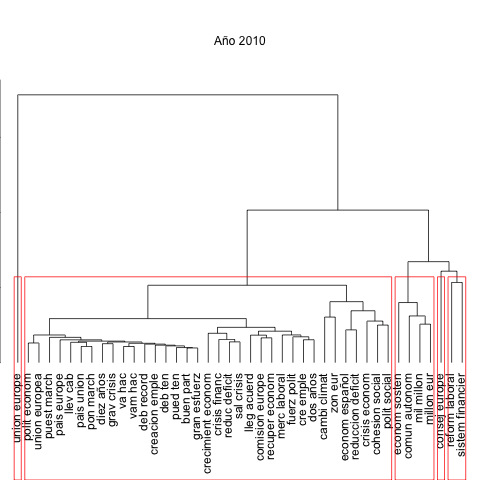 Año 2010
union europe
polit econom
union europea
puest march
pais europe
llev cab
pais union
pon march
diez años
grav crisis
va hac
vam hac
deb record
creacion emple
deb ten
pued ten
buen part
gran esfuerz
crecimient econom
crisis financ
reduc deficit
sal crisis
lleg acuerd
comision europe
recuper econom
merc laboral
fuerz polit
cre emple
dos años
cambi climat
zon eur
econom español
reduccion deficit
crisis econom
cohesion social
polit social
econom sosten
comun autonom
mil millon
millon eur
consej europe
reform laboral
sistem financier